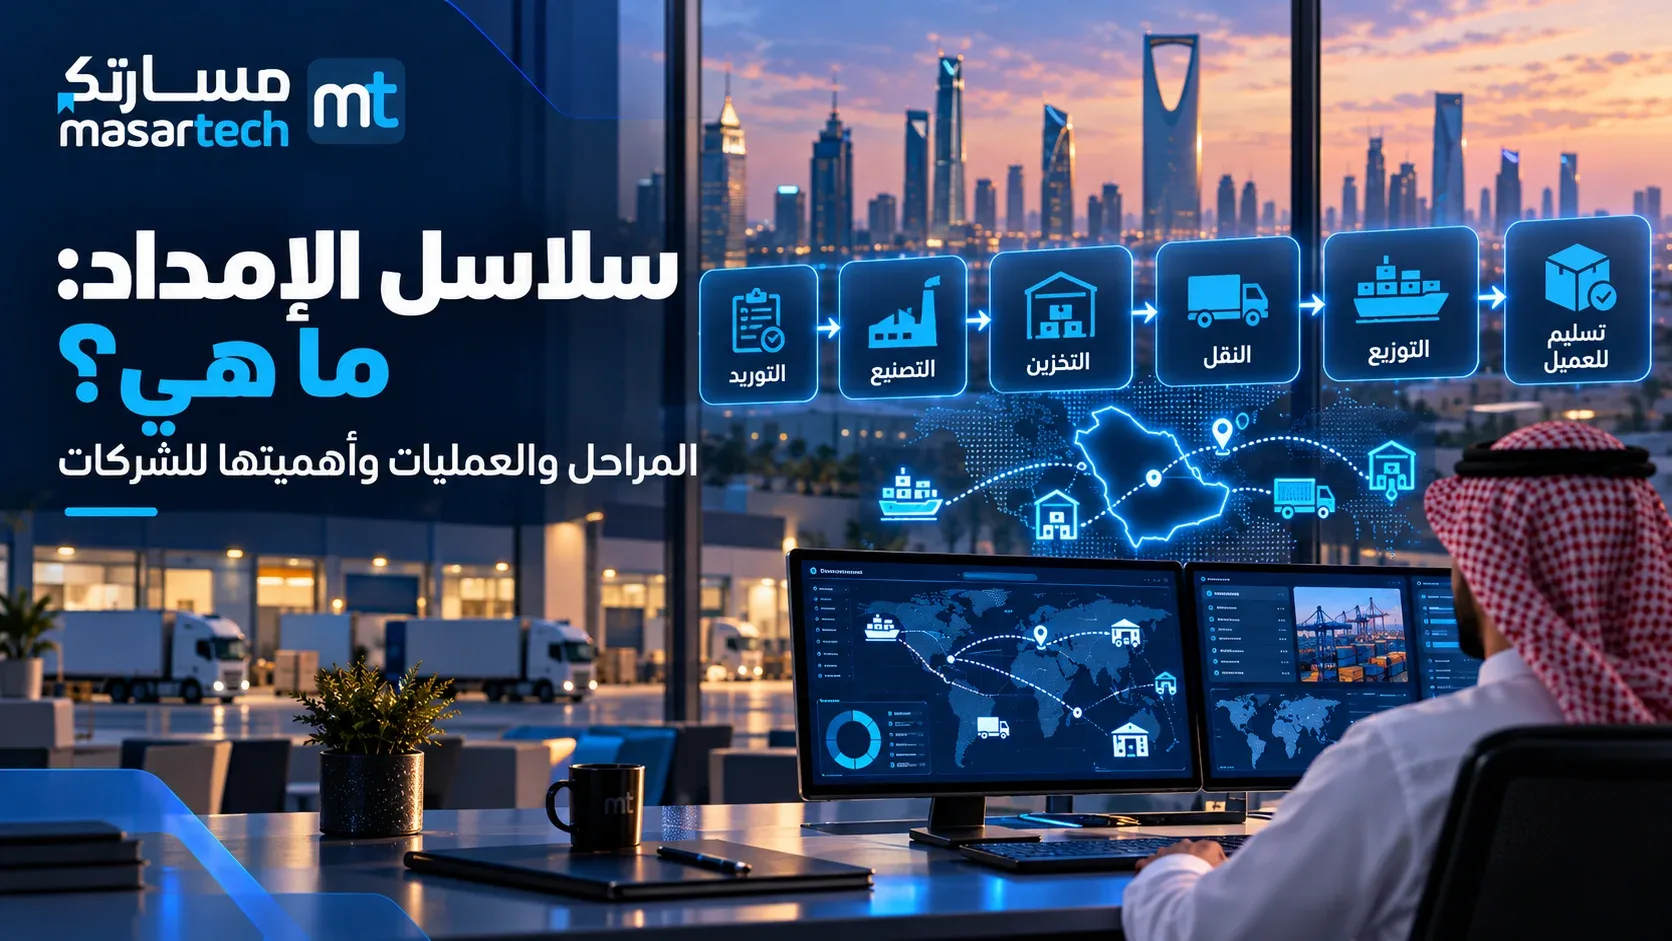 مسارتك
masartech
mt
سلاسل الإمداد:
ما هي؟
المراحل والعمليات وأهميتها للشركات
التوريد
التصنيع
التخزين
النقل
التوزيع
تسليم
للعميل
mt